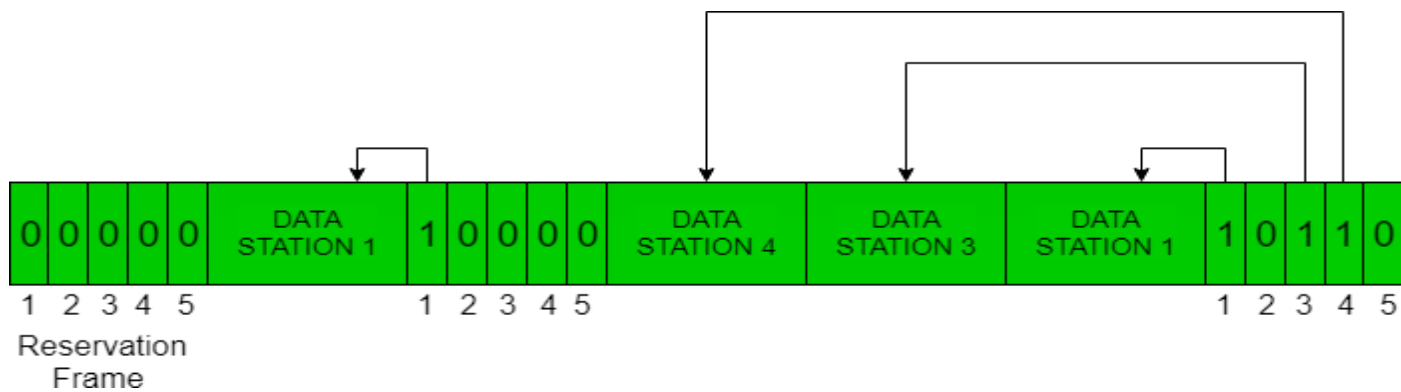 0 0 0 0 0 DATA STATION 1 1 0 0 0 0 DATA STATION 4 DATA STATION 3 DATA STATION 1 1 0 1 1 0
1 2 3 4 5 1 2 3 4 5 1 2 3 4 5
Reservation
Frame